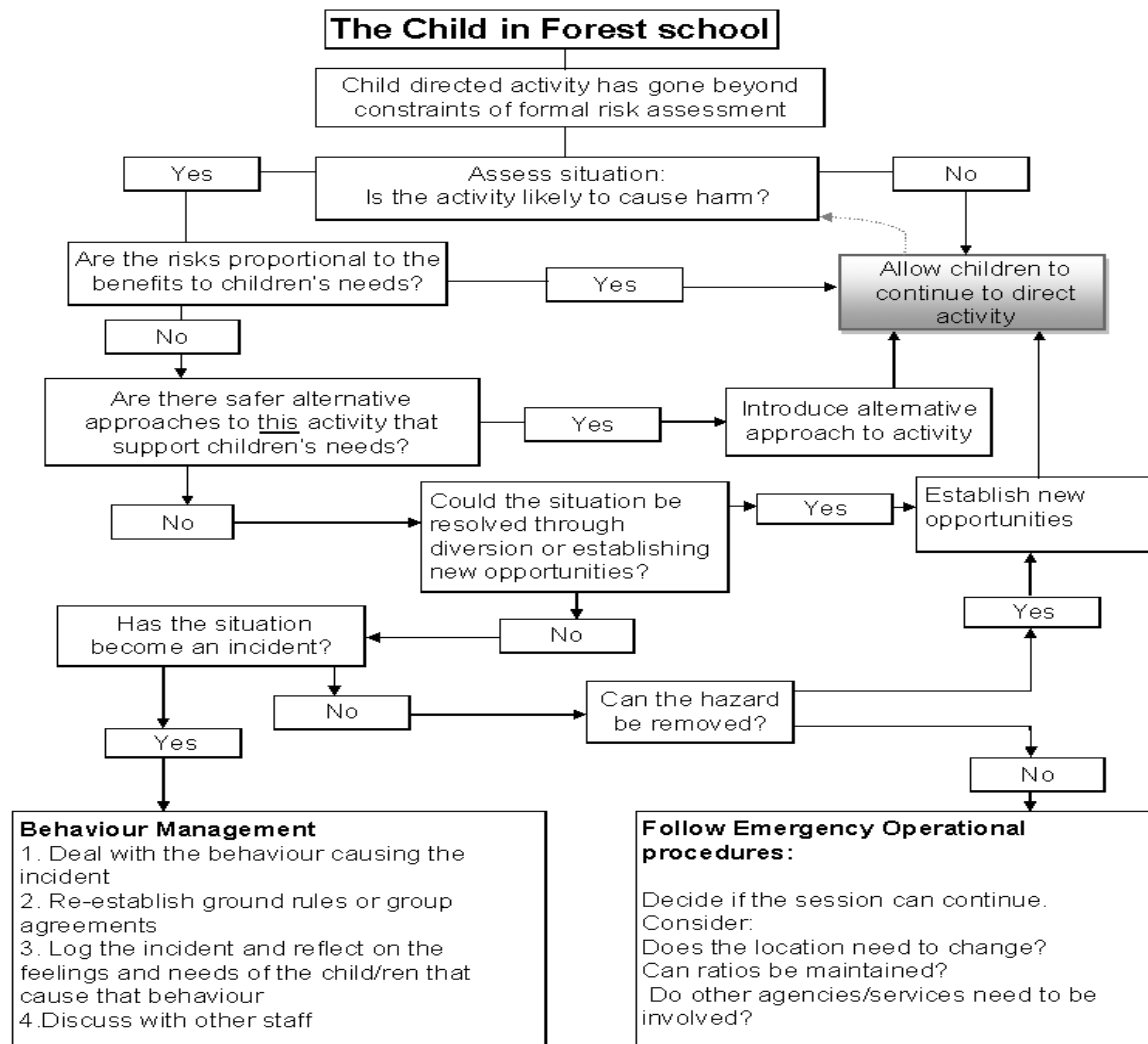 The Child in Forest school
Child directed activity has gone beyond
constraints of formal risk assessment
Yes
Assess situation:
Is the activity likely to cause harm?
No
Are the risks proportional to the
benefits to children's needs?
Yes
Allow children to
continue to direct
activity
No
Are there safer alternative
approaches to this activity that
support children's needs?
Yes
Introduce alternative
approach to activity
No
Could the situation be
resolved through
diversion or establishing
new opportunities?
Yes
Establish new
opportunities
Yes
No
Has the situation
become an incident?
No
Can the hazard
be removed?
Yes
No
Behaviour Management
1. Deal with the behaviour causing the
incident
2. Re-establish ground rules or group
agreements
3. Log the incident and reflect on the
feelings and needs of the child/ren that
cause that behaviour
4.Discuss with other staff
Follow Emergency Operational
procedures:
Decide if the session can continue.
Consider:
Does the location need to change?
Can ratios be maintained?
Do other agencies/services need to be
involved?